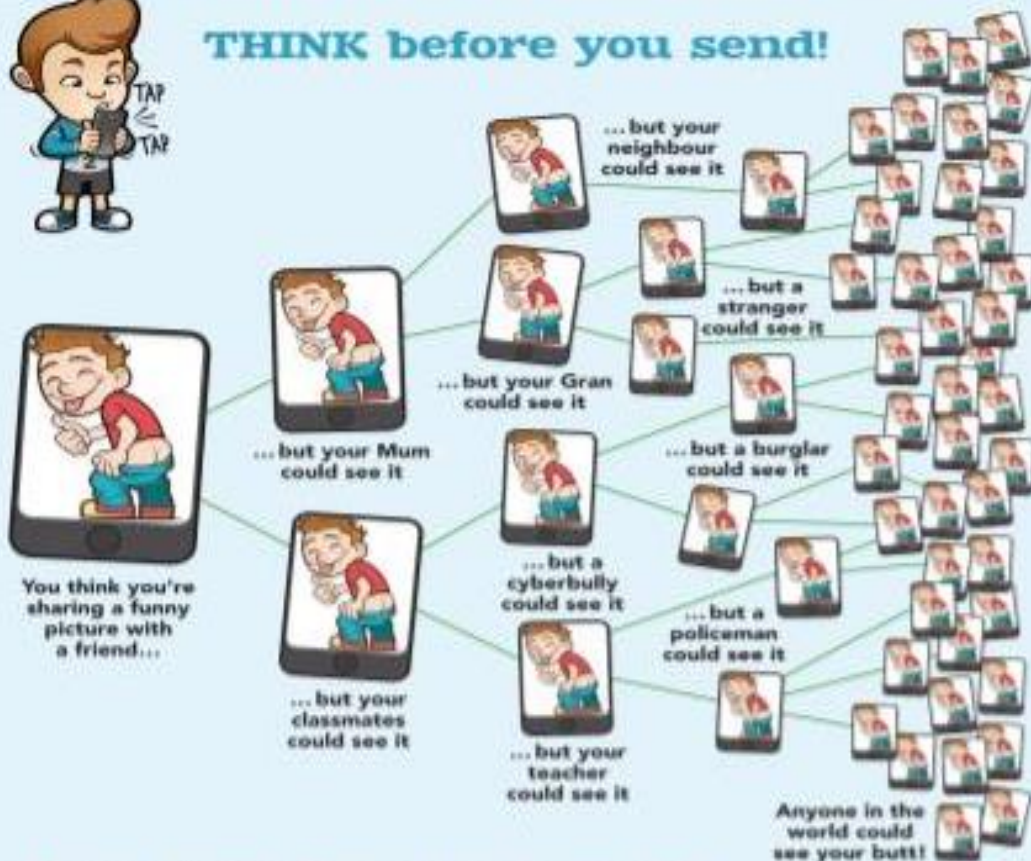 THINK before you send!
TAP
TAP
You think you're
sharing a funny
picture with
a friend...
...but your Mum
could see it
...but your
classmates
could see it
...but your
neighbour
could see it
...but your Gran
could see it
...but a
cyberbully
could see it
...but your
teacher
could see it
...but a
stranger
could see it
...but a burglar
could see it
...but a
policeman
could see it
Anyone in the
world could
see your butt!